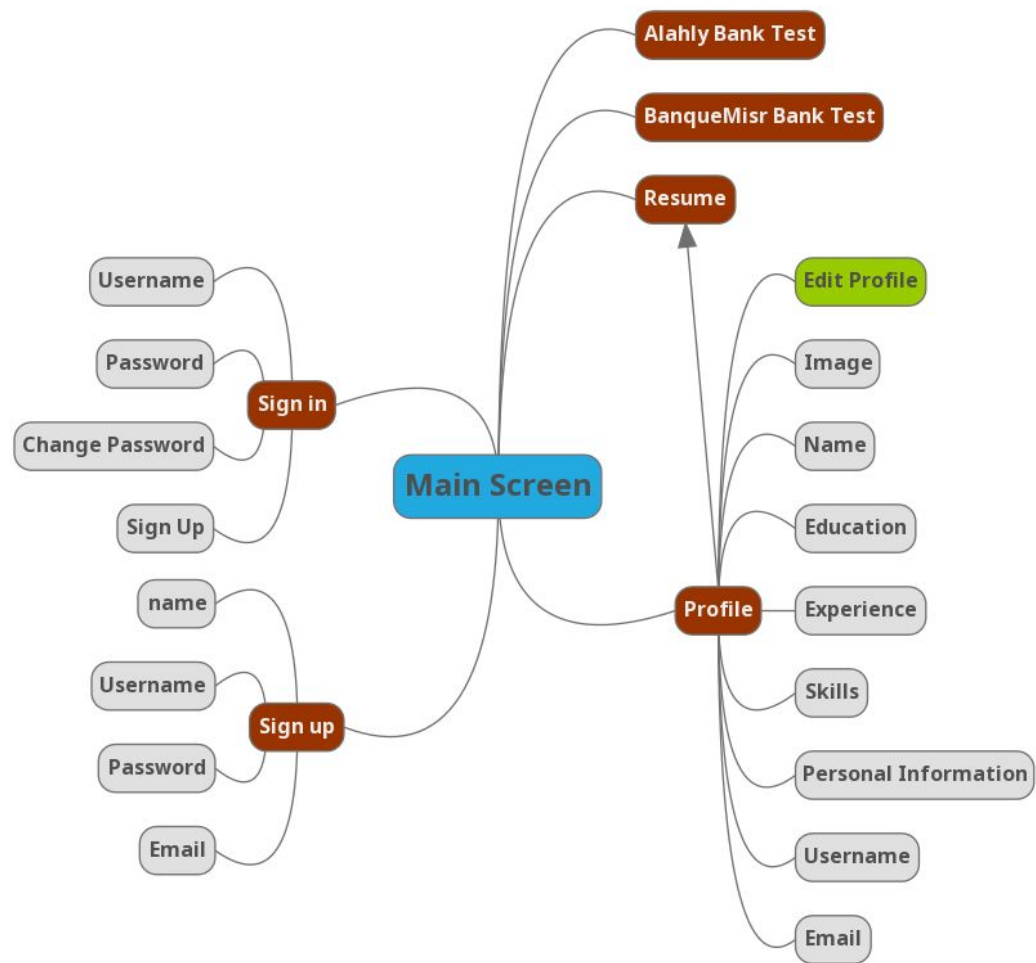 Alahly Bank Test
BanqueMisr Bank Test
Resume
Username
Password
Change Password
Sign Up
Sign in
Main Screen
name
Username
Password
Email
Sign up
Profile
Edit Profile
Image
Name
Education
Experience
Skills
Personal Information
Username
Email